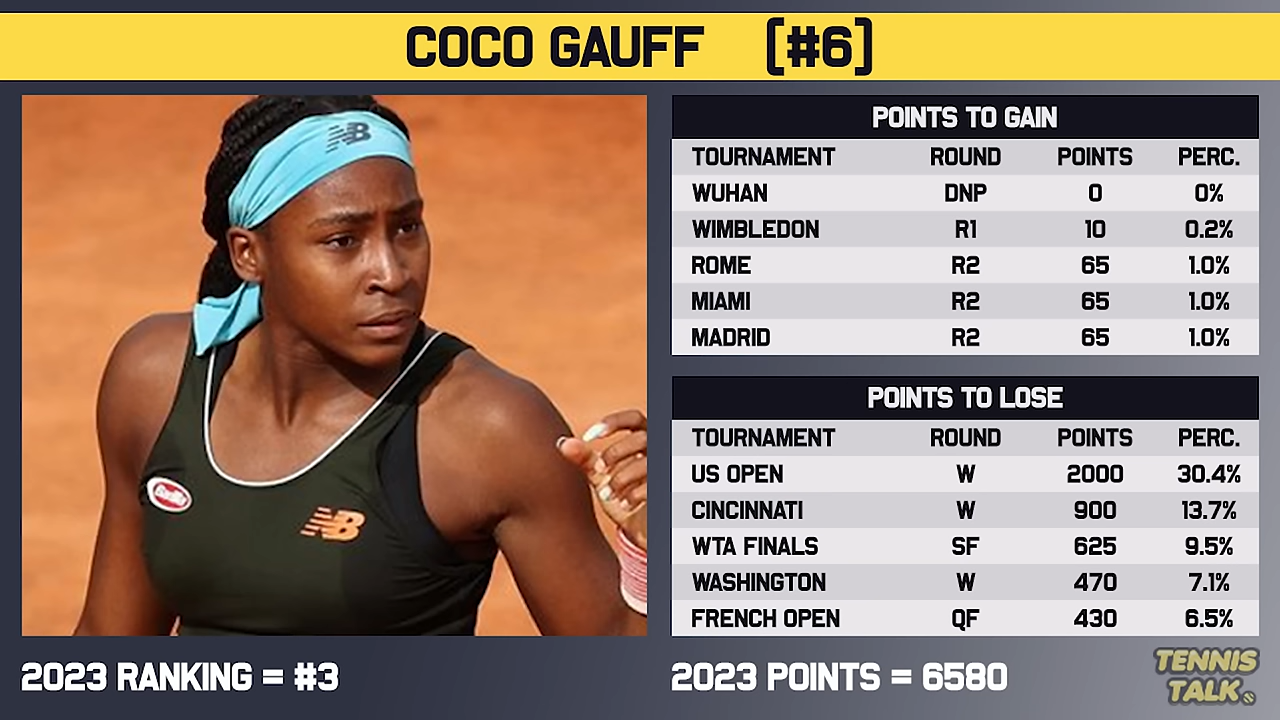 COCO GAUFF [#6]
NB
NB
POINTS TO GAIN
TOURNAMENT ROUND POINTS PERC.
WUHAN DNP 0 0%
WIMBLEDON R1 10 0.2%
ROME R2 65 1.0%
MIAMI R2 65 1.0%
MADRID R2 65 1.0%
POINTS TO LOSE
TOURNAMENT ROUND POINTS PERC.
US OPEN W 2000 30.4%
CINCINNATI W 900 13.7%
WTA FINALS SF 625 9.5%
WASHINGTON W 470 7.1%
FRENCH OPEN QF 430 6.5%
2023 RANKING = #3
2023 POINTS = 6580
TENNIS
TALK